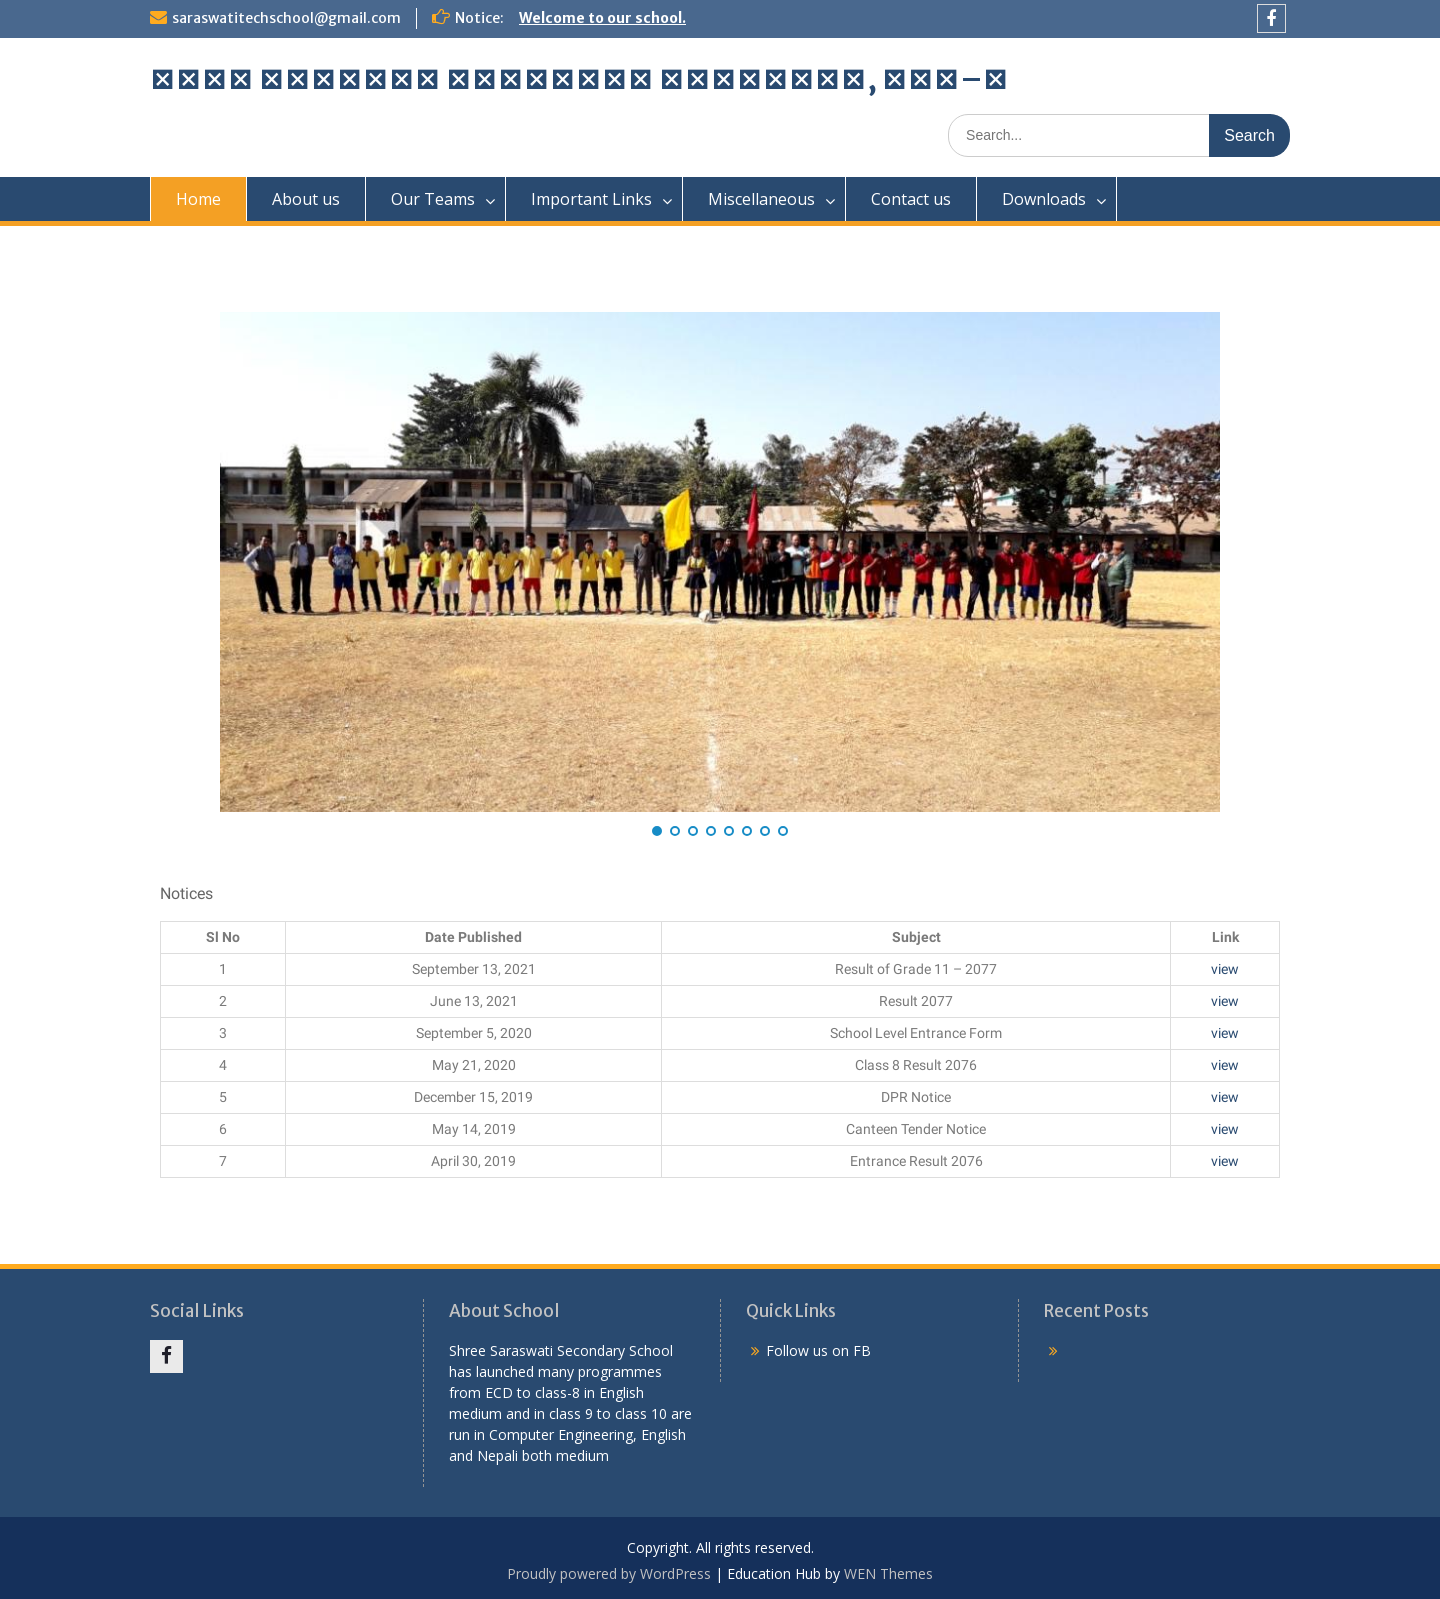 saraswatitechschool@gmail.com
Notice: Welcome to our school.
Search...
Search
Home
About us
Our Teams
Important Links
Miscellaneous
Contact us
Downloads
Notices
Sl No Date Published Subject Link
1 September 13, 2021 Result of Grade 11 – 2077 view
2 June 13, 2021 Result 2077 view
3 September 5, 2020 School Level Entrance Form view
4 May 21, 2020 Class 8 Result 2076 view
5 December 15, 2019 DPR Notice view
6 May 14, 2019 Canteen Tender Notice view
7 April 30, 2019 Entrance Result 2076 view
Social Links
About School
Shree Saraswati Secondary School
has launched many programmes
from ECD to class-8 in English
medium and in class 9 to class 10 are
run in Computer Engineering, English
and Nepali both medium
Quick Links
Follow us on FB
Recent Posts
Copyright. All rights reserved.
Proudly powered by WordPress | Education Hub by WEN Themes